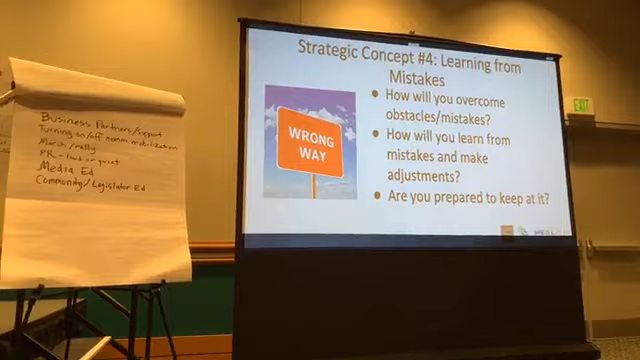 Business Partners/support
Turning on/off comm. mobilization
March/rally
PR - loud or quiet
Media Ed
Community/Legislator Ed
Strategic Concept #4: Learning from
Mistakes
WRONG
WAY
● How will you overcome
obstacles/mistakes?
● How will you learn from
mistakes and make
adjustments?
● Are you prepared to keep at it?
EXIT